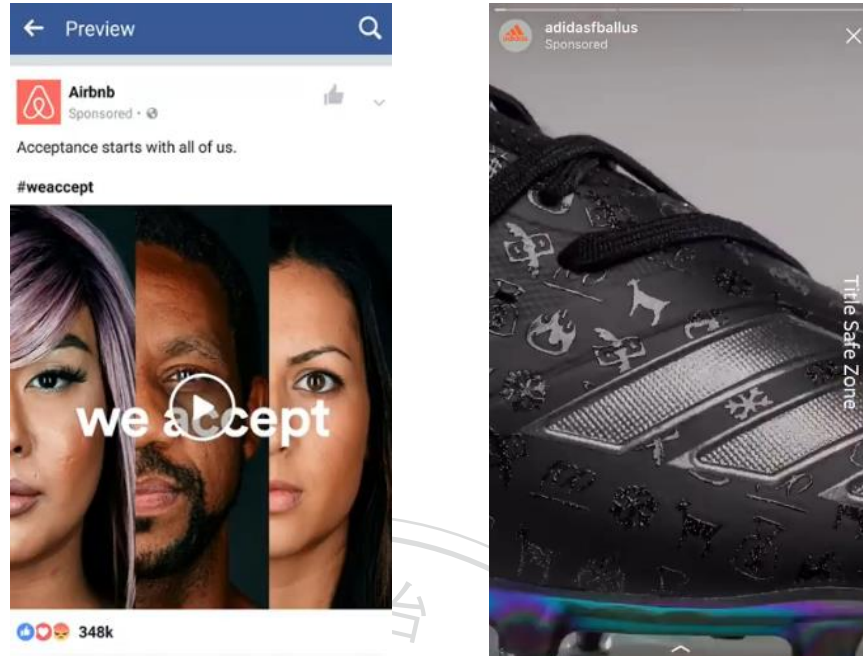 Preview
Airbnb
Sponsored
Acceptance starts with all of us.
#weaccept
we accept
348k
adidasfballus
Sponsored
Title Safe Zone